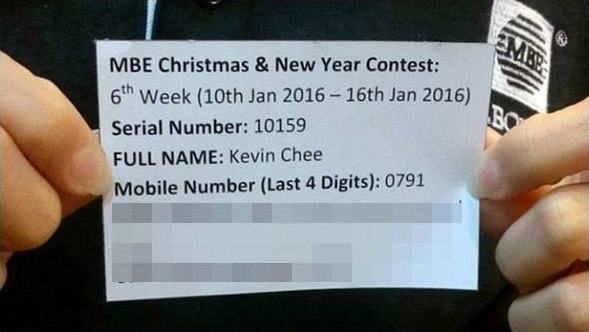 MBE Christmas & New Year Contest:
6th Week (10th Jan 2016 – 16th Jan 2016)
Serial Number: 10159
FULL NAME: Kevin Chee
Mobile Number (Last 4 Digits): 0791
MBE
®